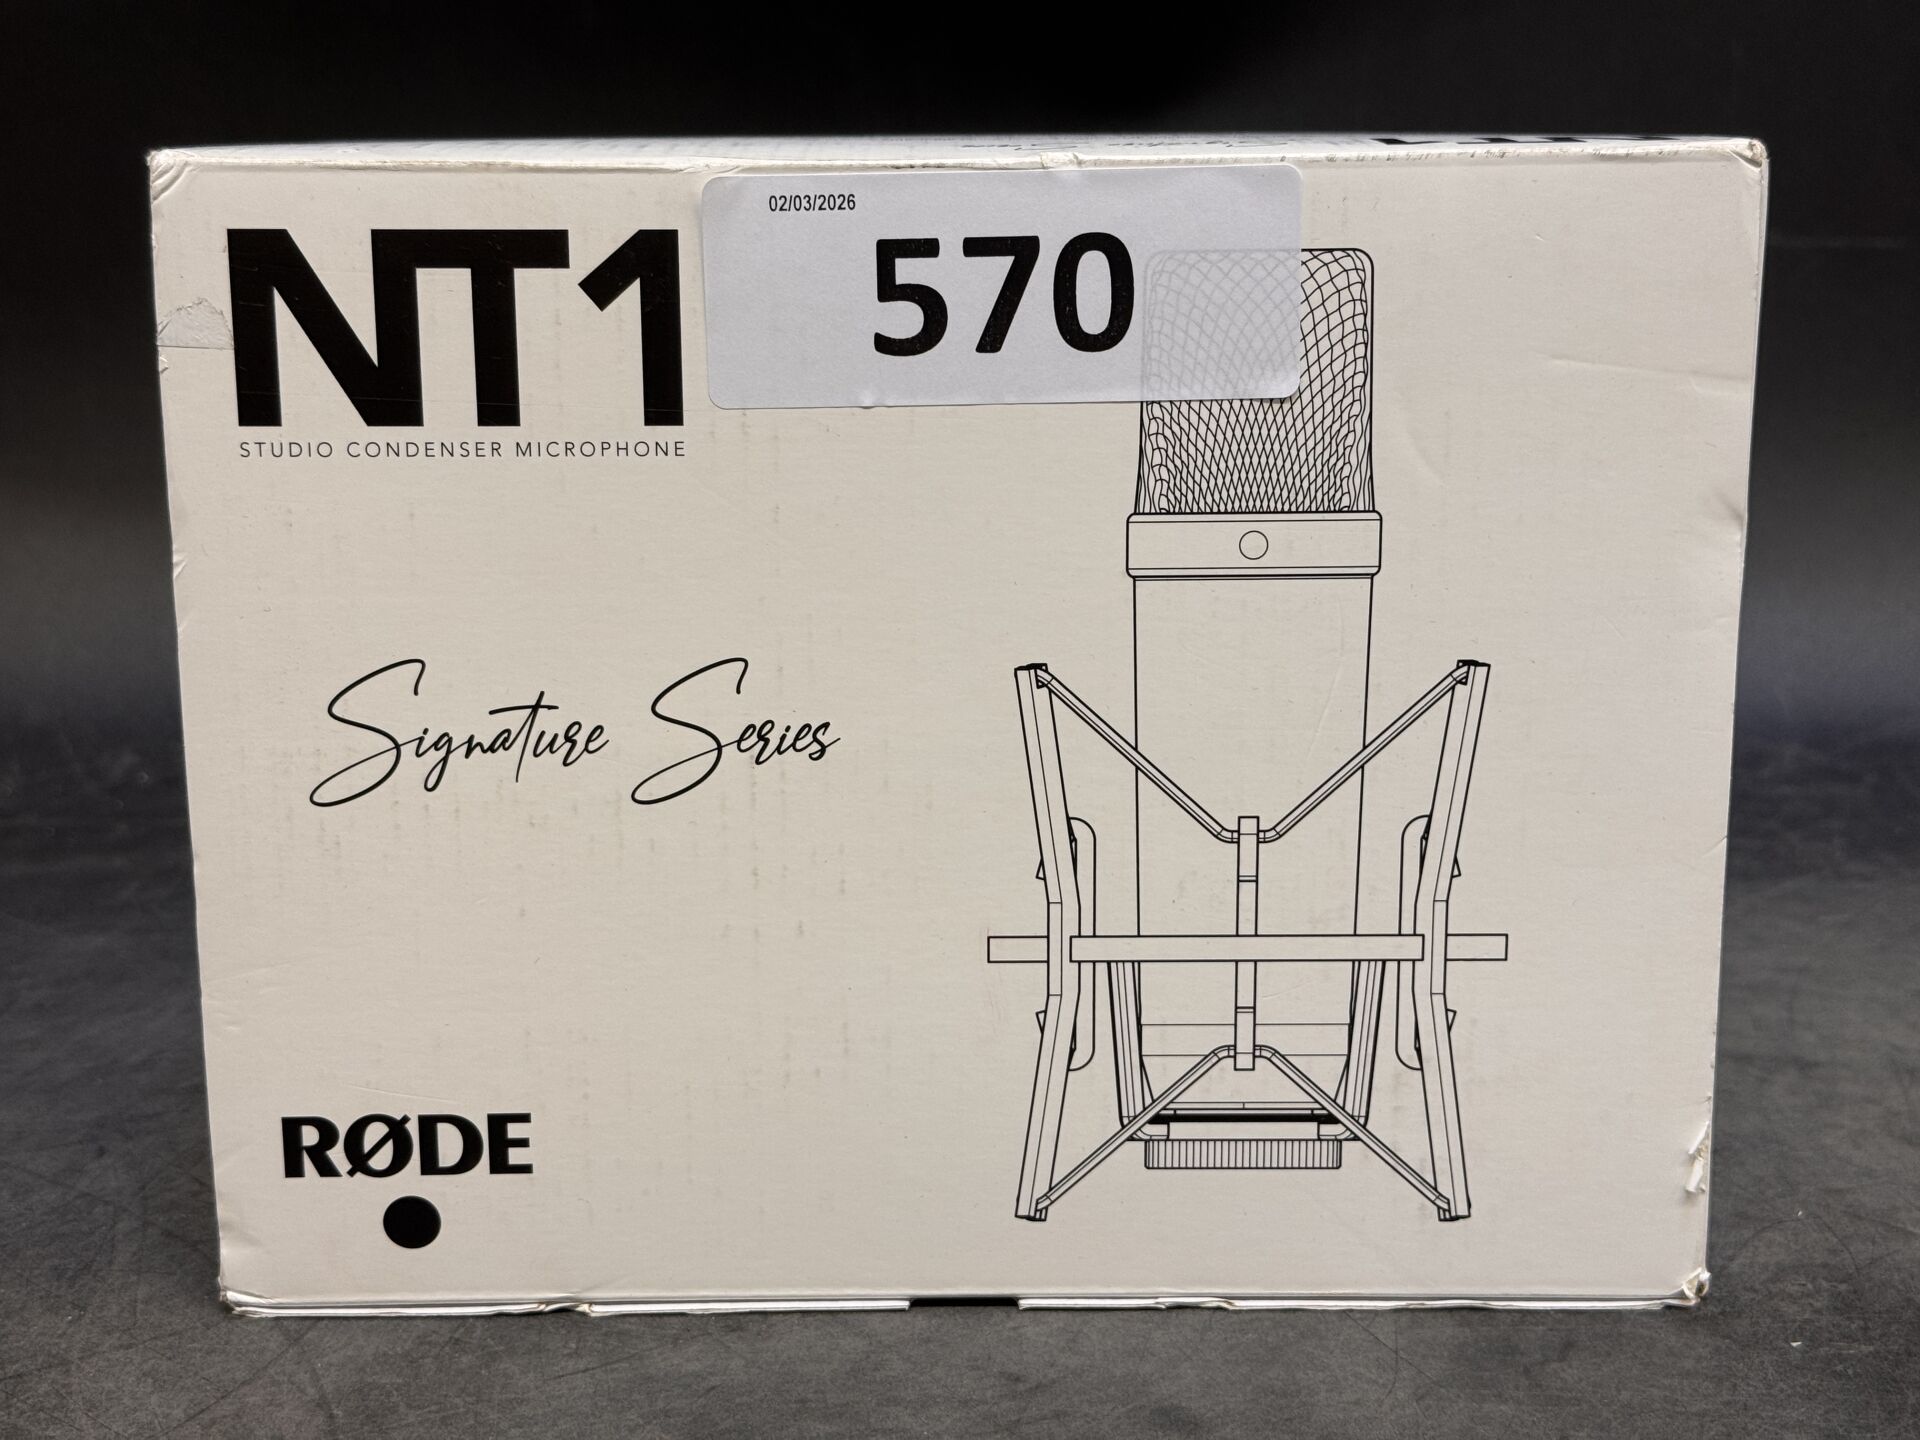 02/03/2026
570
NT1
STUDIO CONDENSER MICROPHONE
Signature Series
RØDE